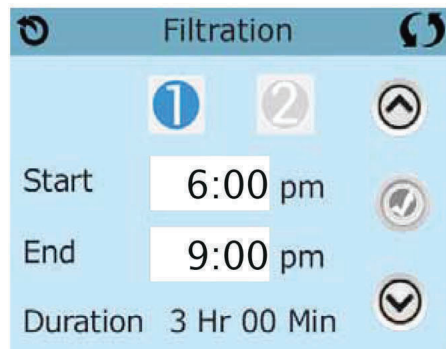 Filtration
1 2
Start 6:00 pm
End 9:00 pm
Duration 3 Hr 00 Min